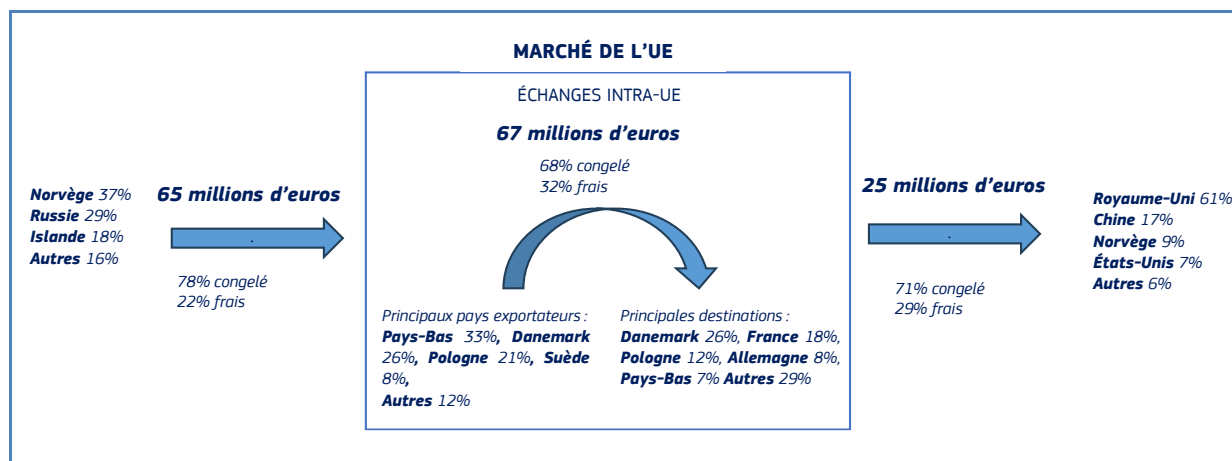 MARCHÉ DE L'UE
ÉCHANGES INTRA-UE
67 millions d'euros
68% congelé
32% frais
Norvège 37%
Russie 29%
Islande 18%
Autres 16%
65 millions d'euros
.
78% congelé
22% frais
Principaux pays exportateurs :
Pays-Bas 33%, Danemark
26%, Pologne 21%, Suède
8%,
Autres 12%
Principales destinations :
Danemark 26%, France 18%,
Pologne 12%, Allemagne 8%,
Pays-Bas 7% Autres 29%
25 millions d'euros
.
71% congelé
29% frais
Royaume-Uni 61%
Chine 17%
Norvège 9%
États-Unis 7%
Autres 6%